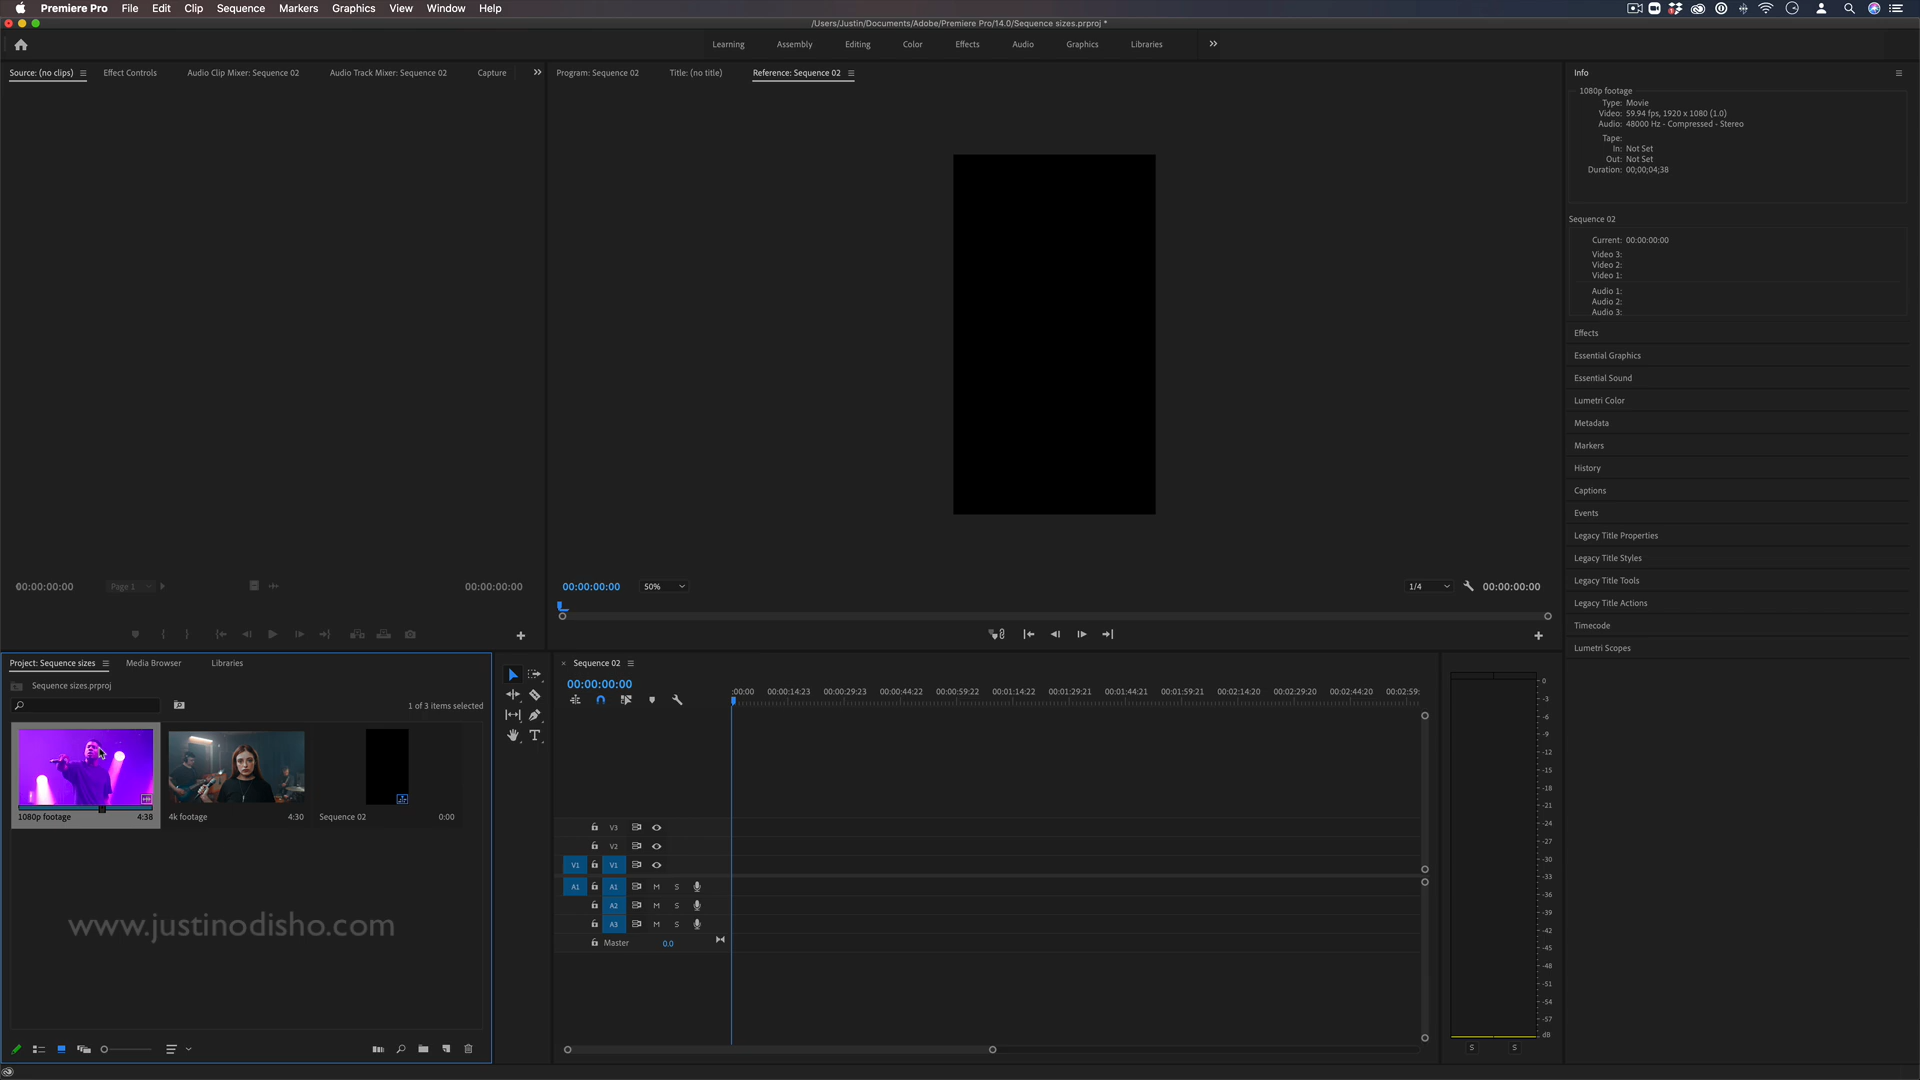 Premiere Pro File Edit Clip Sequence Markers Graphics View Window Help
/Users/Justin/Documents/Adobe/Premiere Pro/14.0/Sequence sizes.prproj *
Learning Assembly Editing Color Effects Audio Graphics Libraries
Source: (no clips) Effect Controls Audio Clip Mixer: Sequence 02 Audio Track Mixer: Sequence 02 Capture
Program: Sequence 02 Title: (no title) Reference: Sequence 02
Info
1080p footage
Type: Movie
Video: 59.94 fps, 1920 x 1080 (1.0)
Audio: 48000 Hz - Compressed - Stereo
Tape:
In: Not Set
Out: Not Set
Duration: 00;00;04;38
Sequence 02
Current: 00:00:00:00
Video 3:
Video 2:
Video 1:
Audio 1:
Audio 2:
Audio 3:
Effects
Essential Graphics
Essential Sound
Lumetri Color
Metadata
Markers
History
Captions
Events
Legacy Title Properties
Legacy Title Styles
Legacy Title Tools
Legacy Title Actions
Timecode
Lumetri Scopes
00:00:00:00 Page 1 00:00:00:00
00:00:00:00 50% 1/4 00:00:00:00
Project: Sequence sizes Media Browser Libraries
Sequence sizes.prproj
1 of 3 items selected
1080p footage 4:38
4k footage 4:30
Sequence 02 0:00
www.justinodisho.com
× Sequence 02
00:00:00:00
:00:00 00:00:14:23 00:00:29:23 00:00:44:22 00:00:59:22 00:01:14:22 00:01:29:21 00:01:44:21 00:01:59:21 00:02:14:20 00:02:29:20 00:02:44:20 00:02:59:
V3
V2
V1 V1
A1 A1 M S
A2 M S
A3 M S
Master 0.0
0
-3
-6
-9
-12
-15
-18
-21
-24
-27
-30
-33
-36
-39
-42
-45
-48
-51
-54
-57
dB
S S